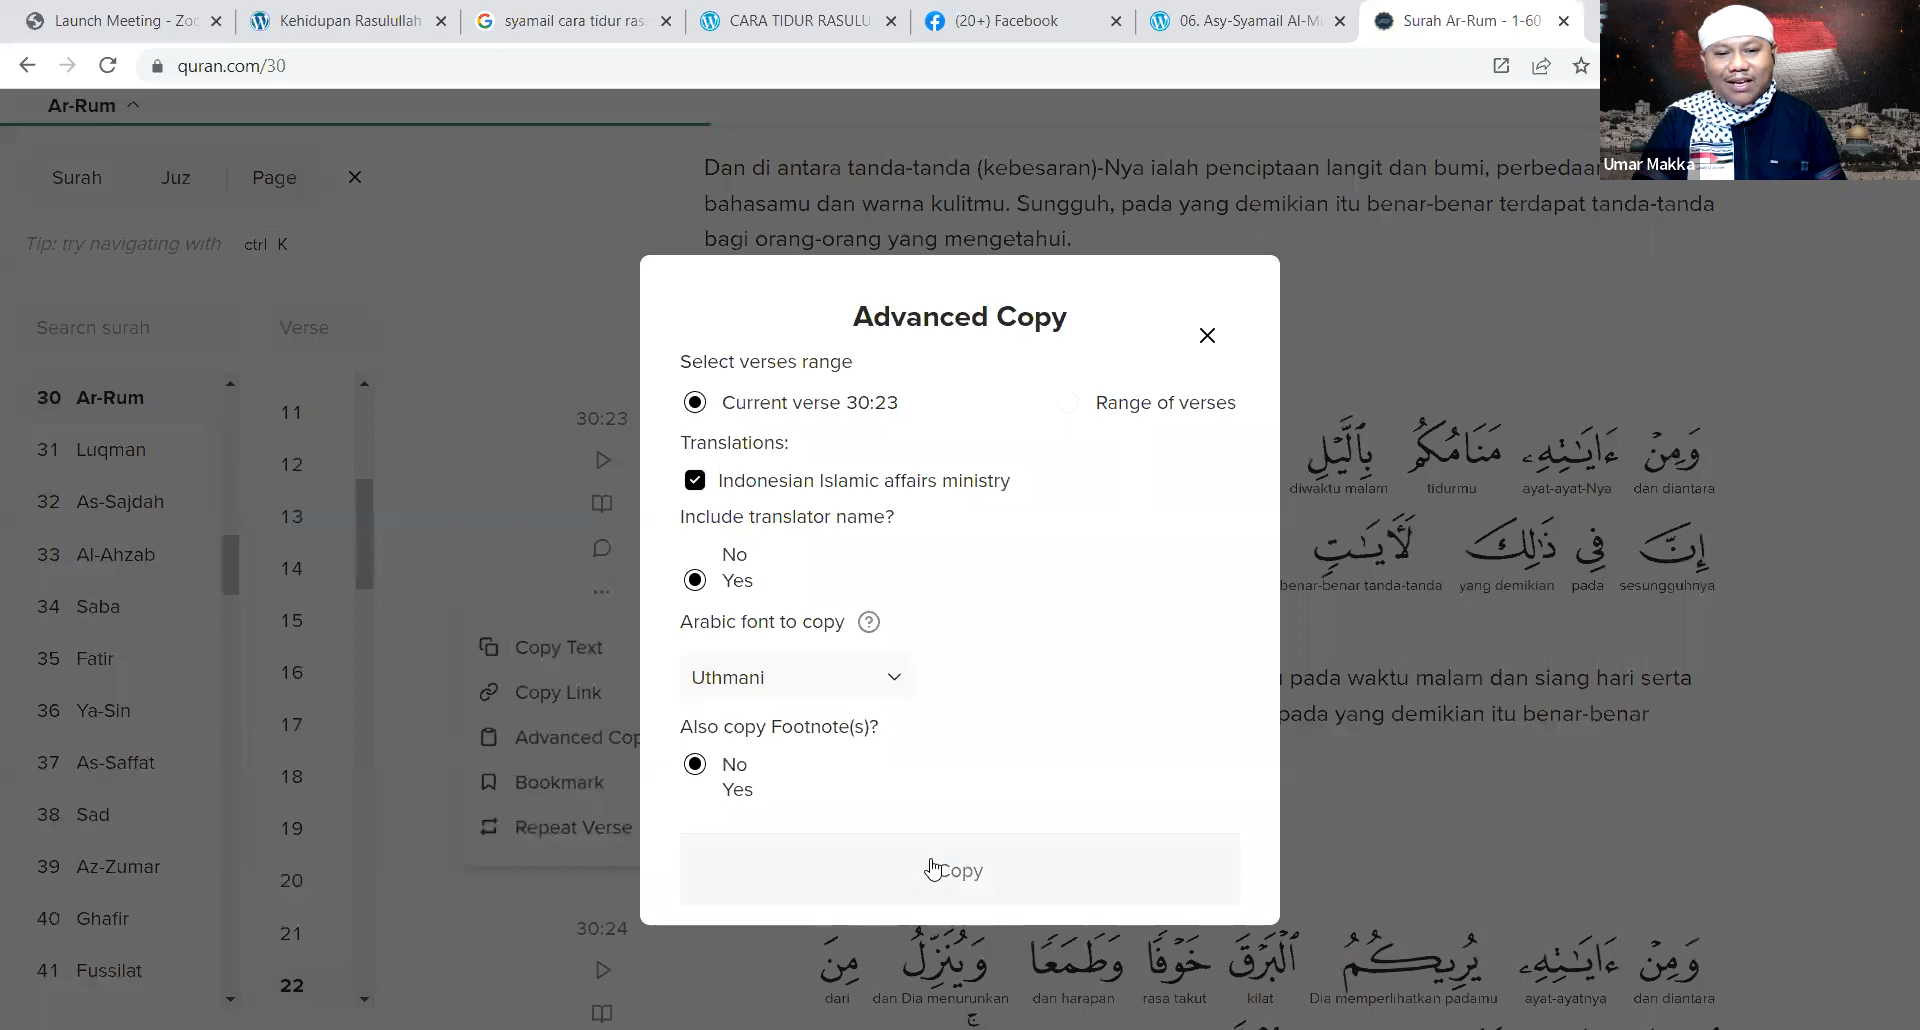 Launch Meeting - Zoo
Kehidupan Rasulullah
syamail cara tidur ras
CARA TIDUR RASULU
(20+) Facebook
06. Asy-Syamail Al-Mu
Surah Ar-Rum - 1-60
quran.com/30
Umar Makka
Ar-Rum
Surah
Juz
Page
Tip: try navigating with ctrl K
Search surah
Verse
30 Ar-Rum
31 Luqman
32 As-Sajdah
33 Al-Ahzab
34 Saba
35 Fatir
36 Ya-Sin
37 As-Saffat
38 Sad
39 Az-Zumar
40 Ghafir
41 Fussilat
11
12
13
14
15
16
17
18
19
20
21
22
Dan di antara tanda-tanda (kebesaran)-Nya ialah penciptaan langit dan bumi, perbedaan
bahasamu dan warna kulitmu. Sungguh, pada yang demikian itu benar-benar terdapat tanda-tanda
bagi orang-orang yang mengetahui.
30:23
Copy Text
Copy Link
Advanced Cop
Bookmark
Repeat Verse
Advanced Copy
Select verses range
Current verse 30:23
Range of verses
Translations:
Indonesian Islamic affairs ministry
Include translator name?
No
Yes
Arabic font to copy
Uthmani
Also copy Footnote(s)?
No
Yes
Copy
وَمِنْ ءَايَـٰتِهِۦ مَنَامُكُم بِٱلَّيْلِ
dan diantara ayat-ayat-Nya tidurmu diwaktu malam
إِنَّ فِى ذَٰلِكَ لَـَٔايَـٰتٍ
sesungguhnya pada yang demikian benar-benar tanda-tanda
pada waktu malam dan siang hari serta
pada yang demikian itu benar-benar
30:24
وَمِنْ ءَايَـٰتِهِۦ يُرِيكُمُ ٱلْبَرْقَ خَوْفًا وَطَمَعًا وَيُنَزِّلُ مِنَ
dan diantara ayat-ayatnya Dia memperlihatkan padamu kilat rasa takut dan harapan dan Dia menurunkan dari